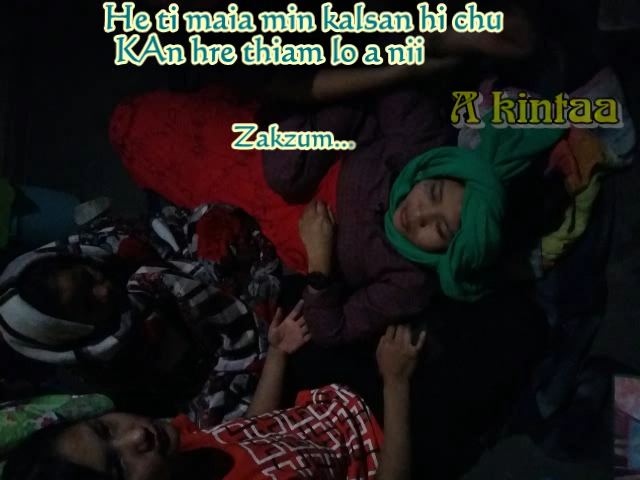 He ti maia min kalsan hi chu
KAn hre thiam lo a nii
A kintaa
Zakzum...